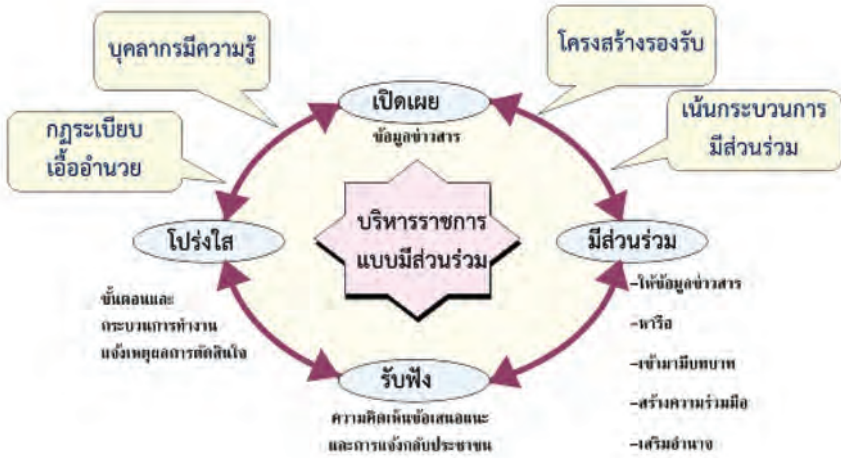 บุคลากรมีความรู้
โครงสร้างรองรับ
เปิดเผย
ข้อมูลข่าวสาร
กฎระเบียบ
เอื้ออำนวย
เน้นกระบวนการ
มีส่วนร่วม
บริหารราชการ
แบบมีส่วนร่วม
โปร่งใส
ขั้นตอนและ
กระบวนการทำงาน
แจ้งเหตุผลการตัดสินใจ
มีส่วนร่วม
-ให้ข้อมูลข่าวสาร
-หารือ
-เข้ามามีบทบาท
-สร้างความร่วมมือ
-เสริมอำนาจ
รับฟัง
ความคิดเห็นข้อเสนอแนะ
และการแจ้งกลับประชาชน